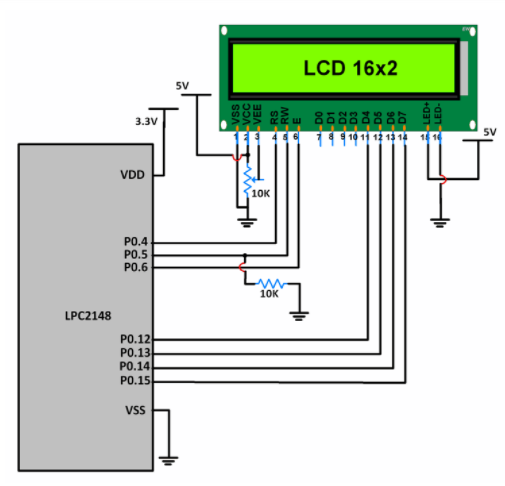 LCD 16x2
5V
3.3V
VSS
VCC
VEE
RS
RW
E
D0
D1
D2
D3
D4
D5
D6
D7
LED+
LED-
1 2 3 4 5 6 7 8 9 10 11 12 13 14 15 16
5V
10K
VDD
P0.4
P0.5
P0.6
10K
LPC2148
P0.12
P0.13
P0.14
P0.15
VSS